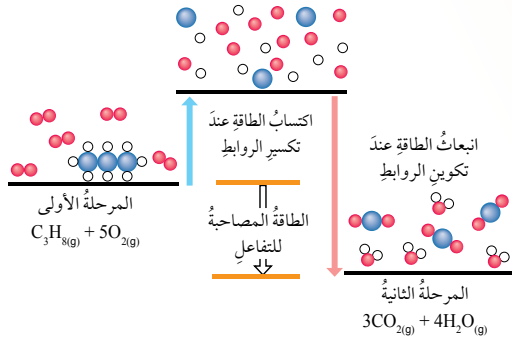 اكتسابُ الطاقةِ عندَ
تكسيرِ الروابطِ
انبعاثُ الطاقةِ عندَ
تكوينِ الروابطِ
المرحلةُ الأولى
C₃H₈(g) + 5O₂(g)
الطاقةُ المصاحبةُ
للتفاعلِ
المرحلةُ الثانيةُ
3CO₂(g) + 4H₂O(g)